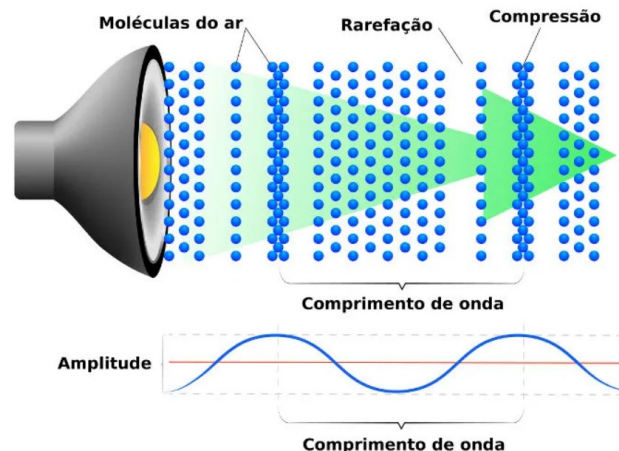 Compressão
Moléculas do ar
Rarefação
Comprimento de onda
Amplitude
Comprimento de onda